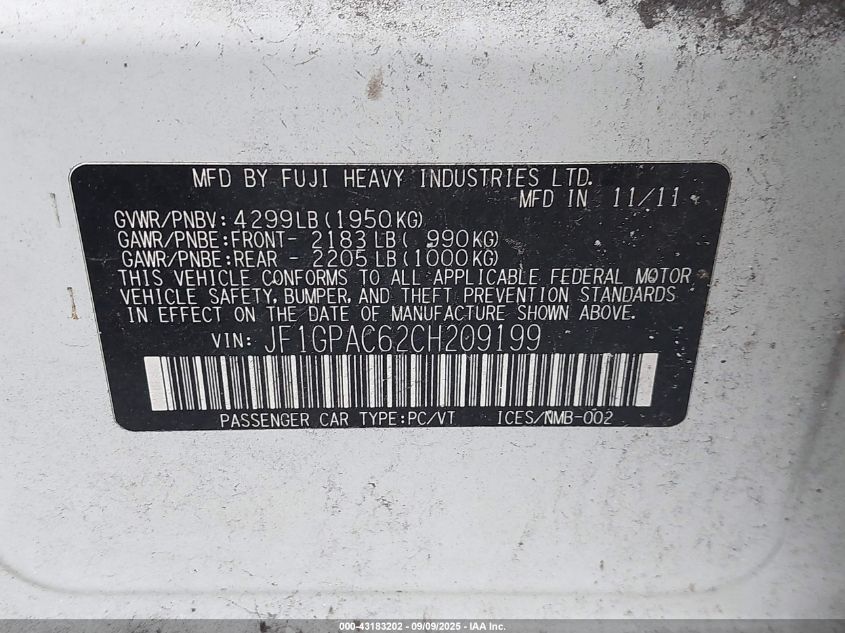 MFD BY FUJI HEAVY INDUSTRIES LTD.
MFD IN 11/11
GVWR/PNBV: 4299LB (1950KG)
GAWR/PNBE:FRONT- 2183 LB ( 990KG)
GAWR/PNBE:REAR - 2205 LB (1000KG)
THIS VEHICLE CONFORMS TO ALL APPLICABLE FEDERAL MOTOR
VEHICLE SAFETY, BUMPER, AND THEFT PREVENTION STANDARDS
IN EFFECT ON THE DATE OF MANUFACTURE SHOWN ABOVE.
VIN: JF1GPAC62CH209199
PASSENGER CAR TYPE:PC/VT ICES/NMB-002
000-43183202 - 09/09/2025 - IAA Inc.